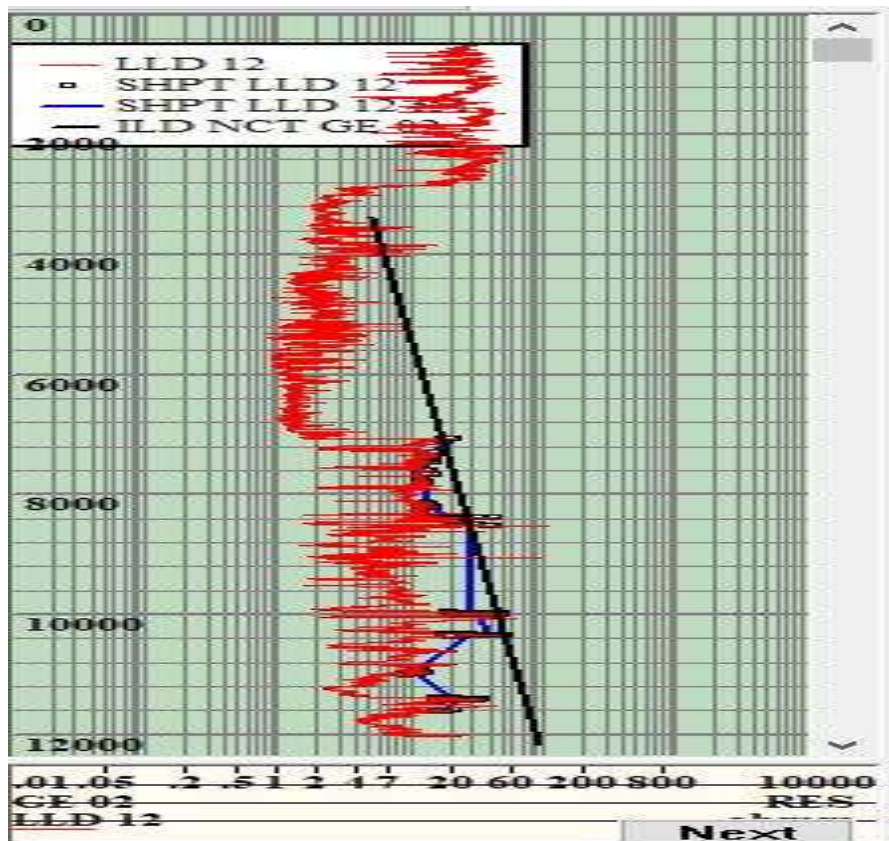 0
LLD 12
SHPT LLD 12
SHPT LLD 12
ILD NCT GE 02
2000
4000
6000
8000
10000
12000
.01 .05 .2 .5 1 2 4 7 20 60 200 800 10000
GE 02 RES
LLD 12
Next